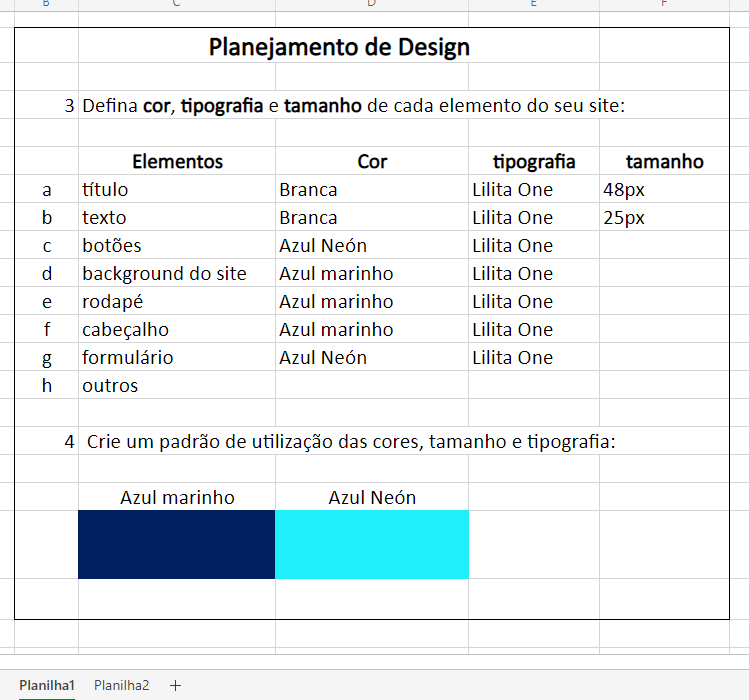 B C D E F
Planejamento de Design
3 Defina cor, tipografia e tamanho de cada elemento do seu site:
Elementos Cor tipografia tamanho
a título Branca Lilita One 48px
b texto Branca Lilita One 25px
c botões Azul Neón Lilita One
d background do site Azul marinho Lilita One
e rodapé Azul marinho Lilita One
f cabeçalho Azul marinho Lilita One
g formulário Azul Neón Lilita One
h outros
4 Crie um padrão de utilização das cores, tamanho e tipografia:
Azul marinho Azul Neón
Planilha1 Planilha2 +